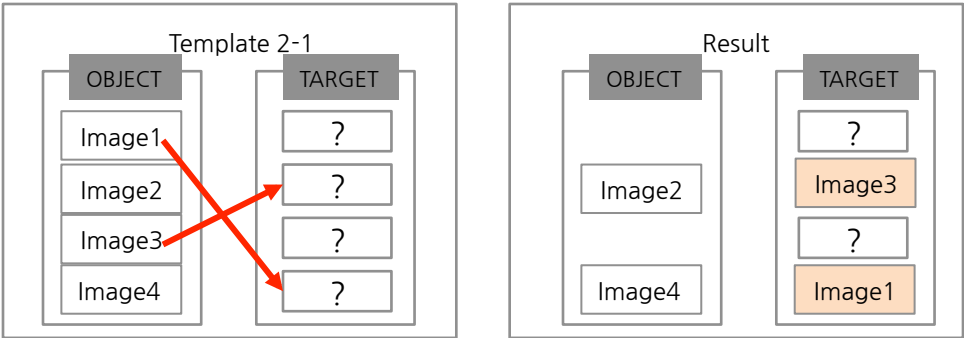 Template 2-1
OBJECT
TARGET
Image1
?
Image2
?
Image3
?
Image4
?
Result
OBJECT
TARGET
?
Image2
Image3
?
Image4
Image1